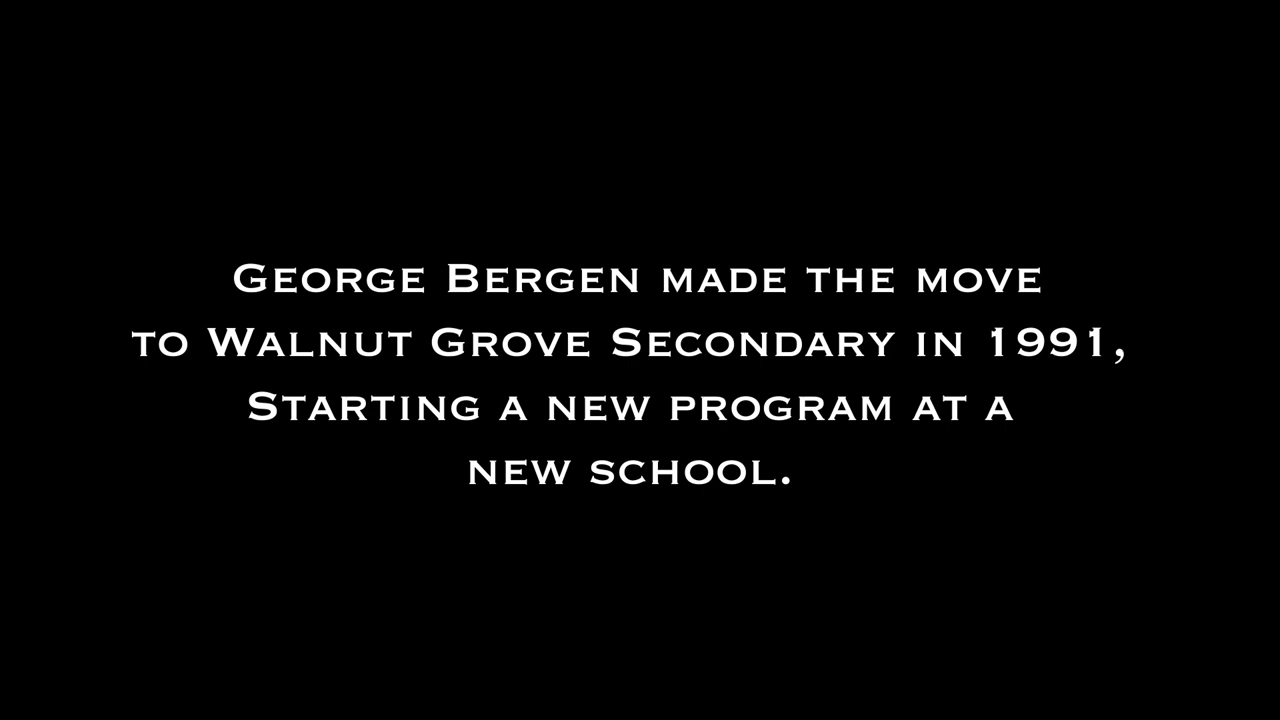 George Bergen made the move
to Walnut Grove Secondary in 1991,
Starting a new program at a
new school.